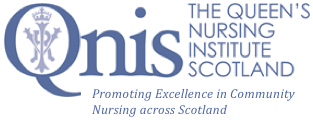 Qnis
THE QUEEN'S
NURSING
INSTITUTE
SCOTLAND
Promoting Excellence in Community
Nursing across Scotland